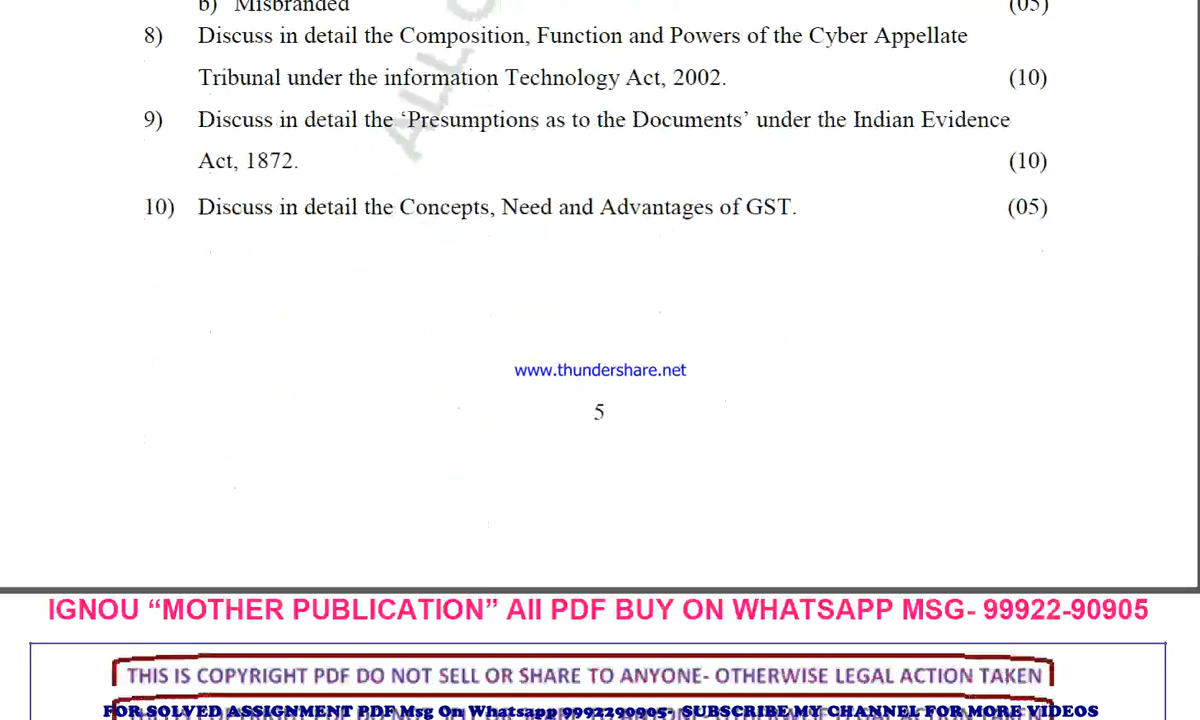 b) Misbranded (05)
8) Discuss in detail the Composition, Function and Powers of the Cyber Appellate
Tribunal under the information Technology Act, 2002. (10)
9) Discuss in detail the ‘Presumptions as to the Documents’ under the Indian Evidence
Act, 1872. (10)
10) Discuss in detail the Concepts, Need and Advantages of GST. (05)
www.thundershare.net
5
IGNOU “MOTHER PUBLICATION” All PDF BUY ON WHATSAPP MSG- 99922-90905
THIS IS COPYRIGHT PDF DO NOT SELL OR SHARE TO ANYONE- OTHERWISE LEGAL ACTION TAKEN
FOR SOLVED ASSIGNMENT PDF Msg On Whatsapp 9992290905- SUBSCRIBE MY CHANNEL FOR MORE VIDEOS